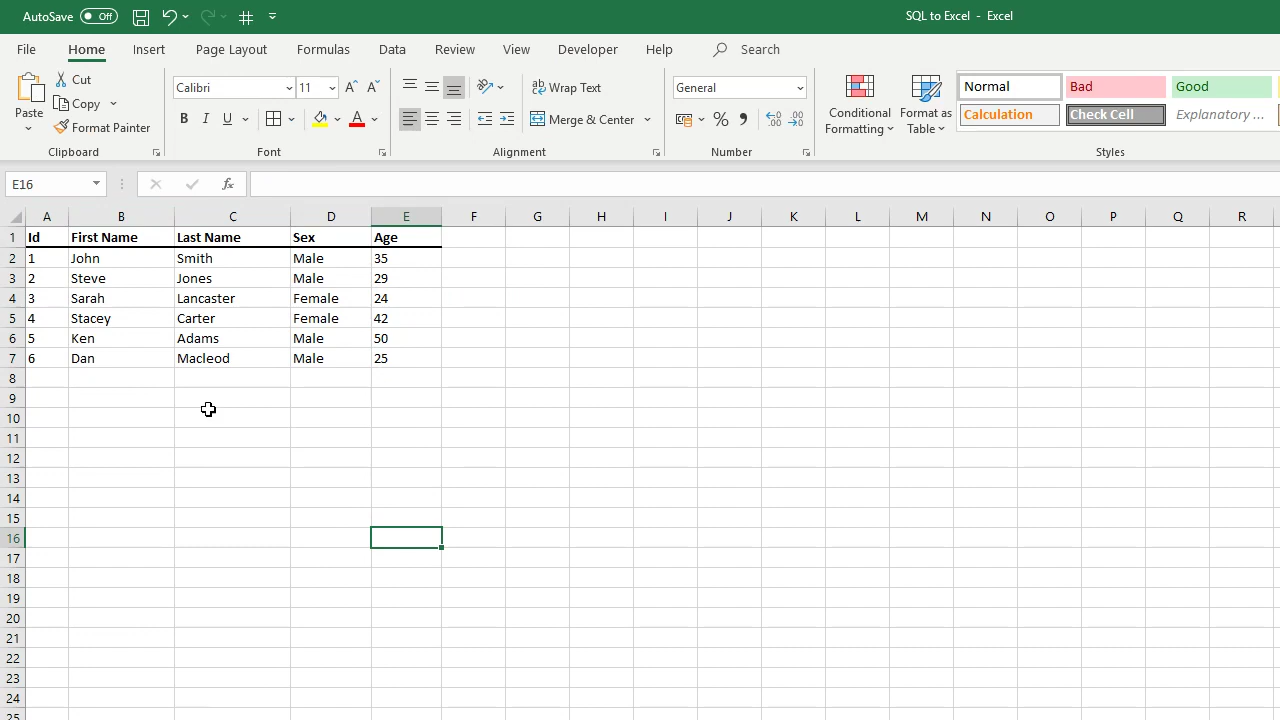 AutoSave Off SQL to Excel - Excel
File Home Insert Page Layout Formulas Data Review View Developer Help Search
Paste Cut Copy Format Painter Clipboard
Calibri 11 A A B I U A Font
Wrap Text Merge & Center Alignment
General % , Number
Conditional Formatting Format as Table
Normal Bad Good
Calculation Check Cell Explanatory ...
Styles
E16 fx
A B C D E F G H I J K L M N O P Q R
1 Id First Name Last Name Sex Age
2 1 John Smith Male 35
3 2 Steve Jones Male 29
4 3 Sarah Lancaster Female 24
5 4 Stacey Carter Female 42
6 5 Ken Adams Male 50
7 6 Dan Macleod Male 25
8
9
10
11
12
13
14
15
16
17
18
19
20
21
22
23
24
25